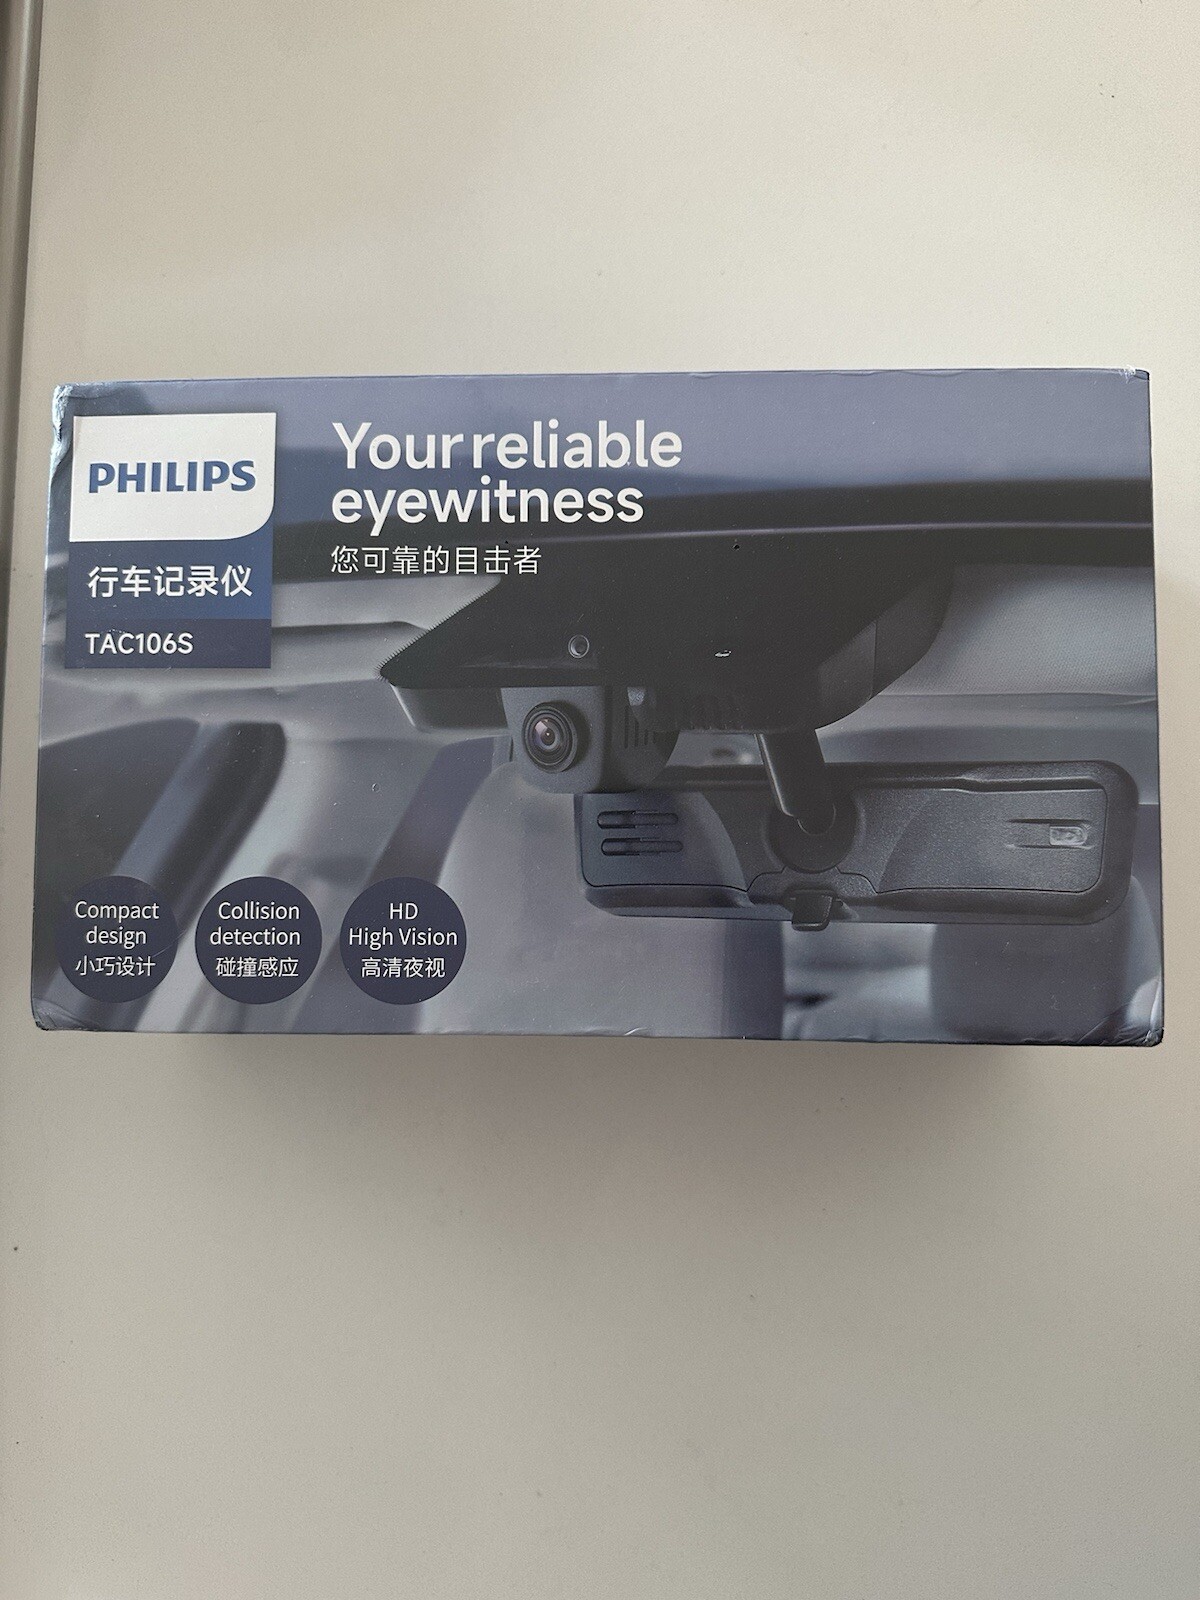 PHILIPS
行车记录仪
TAC106S
Your reliable
eyewitness
您可靠的目击者
Compact
design
小巧设计
Collision
detection
碰撞感应
HD
High Vision
高清夜视